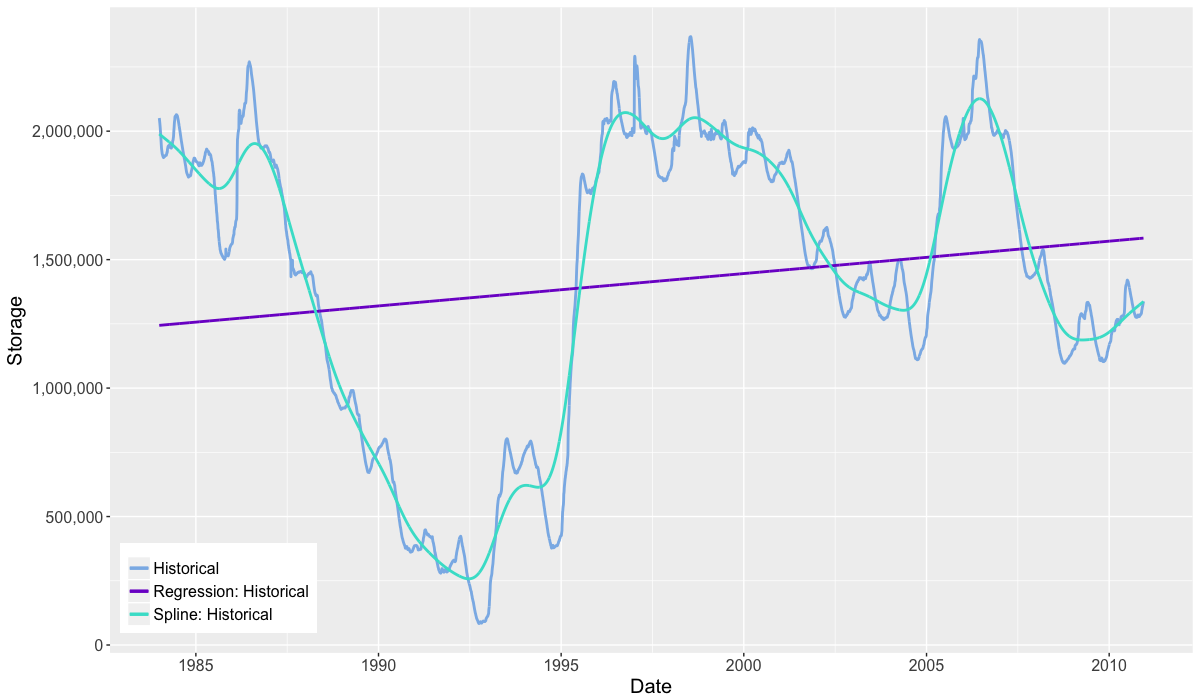 Storage
2,000,000
1,500,000
1,000,000
500,000
0
Historical
Regression: Historical
Spline: Historical
1985 1990 1995 2000 2005 2010
Date